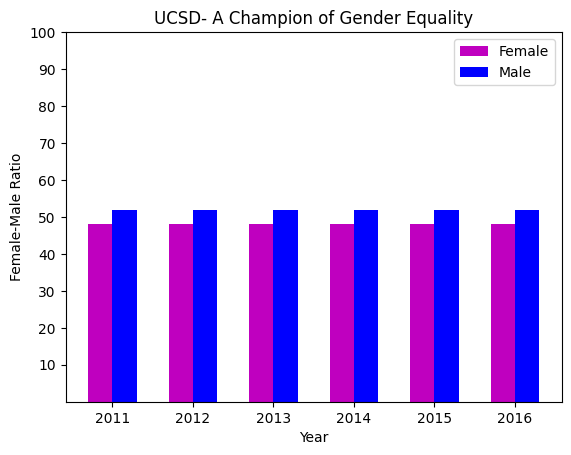 UCSD- A Champion of Gender Equality
100
90
80
70
60
50
40
30
20
10
Female-Male Ratio
Female
Male
2011 2012 2013 2014 2015 2016
Year